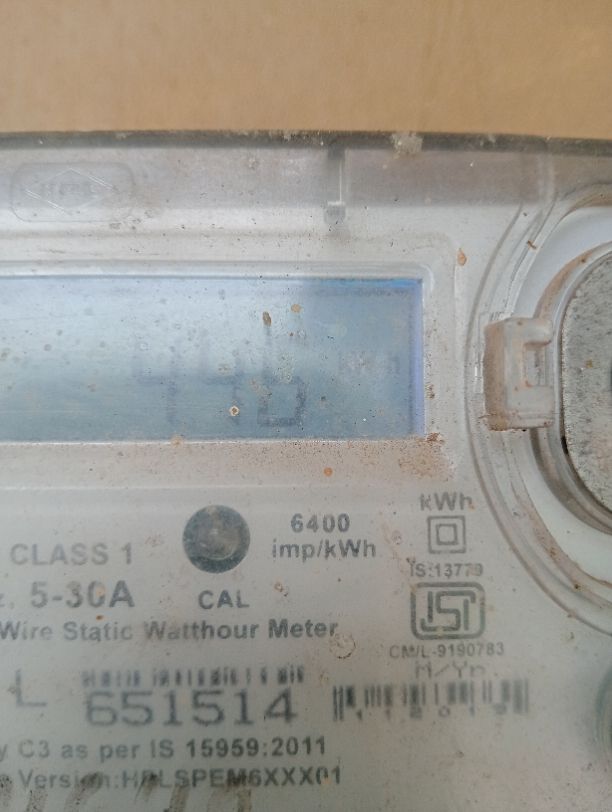 6400
kWh
CLASS 1
imp/kWh
IS:13779
5-30A
CAL
Wire Static Watthour Meter
CM/L-9190783
M/Yr
L
651514
y C3 as per IS 15959:2011
Version:HPLSPEM6XXX01